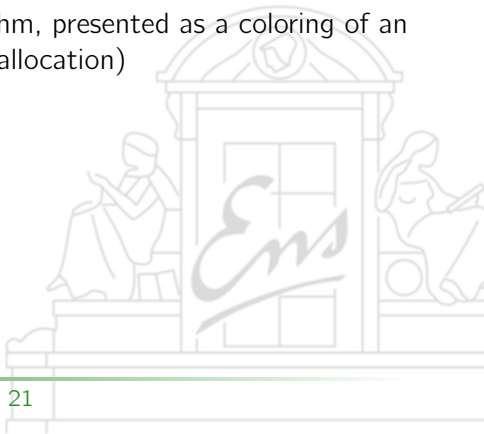 hm, presented as a coloring of an
allocation)
Ens
21